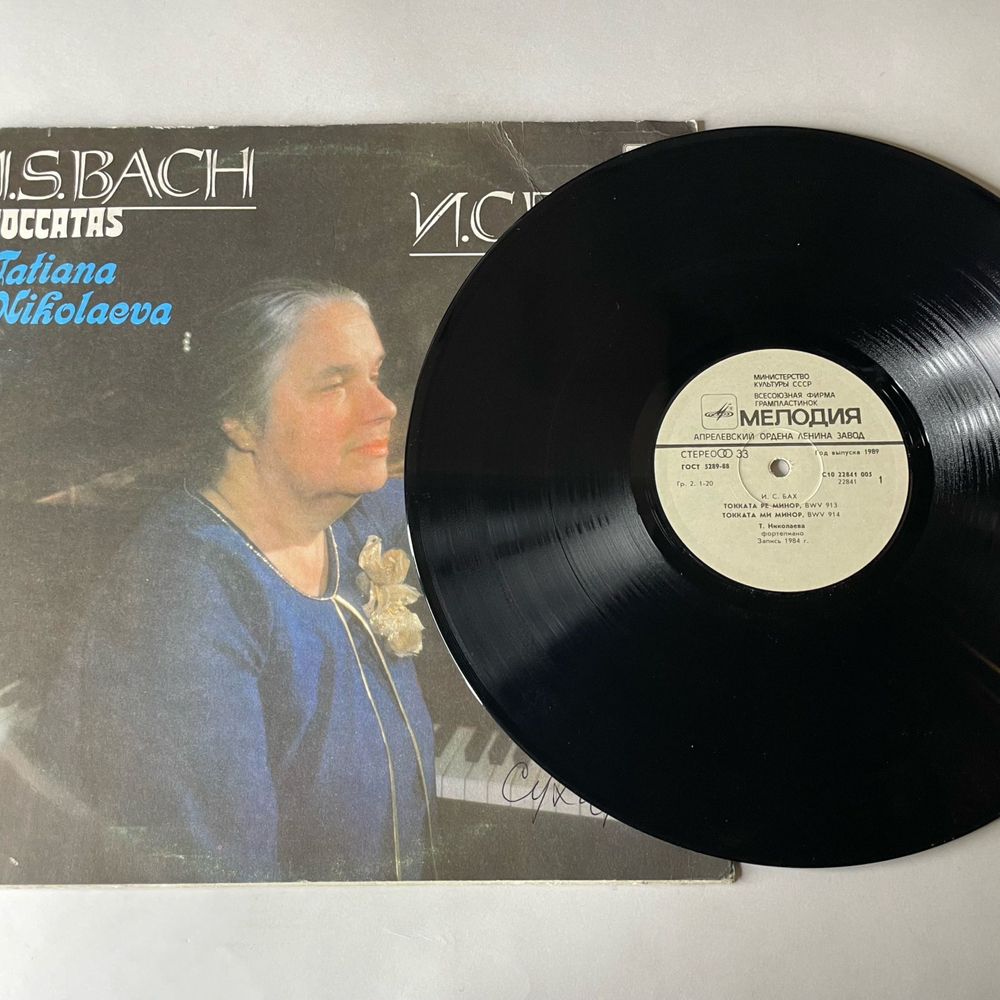 J.S.BACH
TOCCATAS
Tatiana
Nikolaeva
И.С.
МИНИСТЕРСТВО
КУЛЬТУРЫ СССР
ВСЕСОЮЗНАЯ ФИРМА
ГРАМПЛАСТИНОК
МЕЛОДИЯ
АПРЕЛЕВСКИЙ ОРДЕНА ЛЕНИНА ЗАВОД
СТЕРЕО 33
Год выпуска 1989
ГОСТ 5289-88
С10 22841 005
Гр. 2. 1-20
22841 1
И. С. БАХ
ТОККАТА РЕ МИНОР, BWV 913
ТОККАТА МИ МИНОР, BWV 914
Т. Николаева
фортепиано
Запись 1984 г.